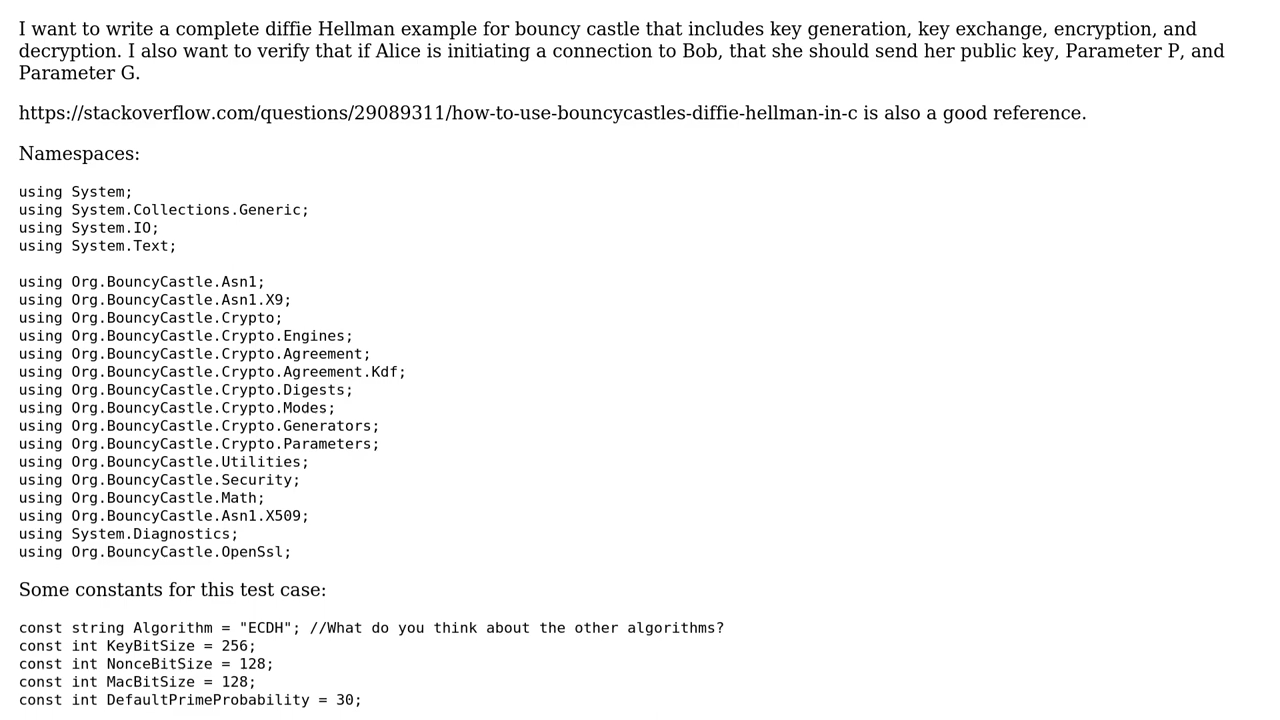 I want to write a complete diffie Hellman example for bouncy castle that includes key generation, key exchange, encryption, and
decryption. I also want to verify that if Alice is initiating a connection to Bob, that she should send her public key, Parameter P, and
Parameter G.
https://stackoverflow.com/questions/29089311/how-to-use-bouncycastles-diffie-hellman-in-c is also a good reference.
Namespaces:
using System;
using System.Collections.Generic;
using System.IO;
using System.Text;
using Org.BouncyCastle.Asn1;
using Org.BouncyCastle.Asn1.X9;
using Org.BouncyCastle.Crypto;
using Org.BouncyCastle.Crypto.Engines;
using Org.BouncyCastle.Crypto.Agreement;
using Org.BouncyCastle.Crypto.Agreement.Kdf;
using Org.BouncyCastle.Crypto.Digests;
using Org.BouncyCastle.Crypto.Modes;
using Org.BouncyCastle.Crypto.Generators;
using Org.BouncyCastle.Crypto.Parameters;
using Org.BouncyCastle.Utilities;
using Org.BouncyCastle.Security;
using Org.BouncyCastle.Math;
using Org.BouncyCastle.Asn1.X509;
using System.Diagnostics;
using Org.BouncyCastle.OpenSsl;
Some constants for this test case:
const string Algorithm = "ECDH"; //What do you think about the other algorithms?
const int KeyBitSize = 256;
const int NonceBitSize = 128;
const int MacBitSize = 128;
const int DefaultPrimeProbability = 30;